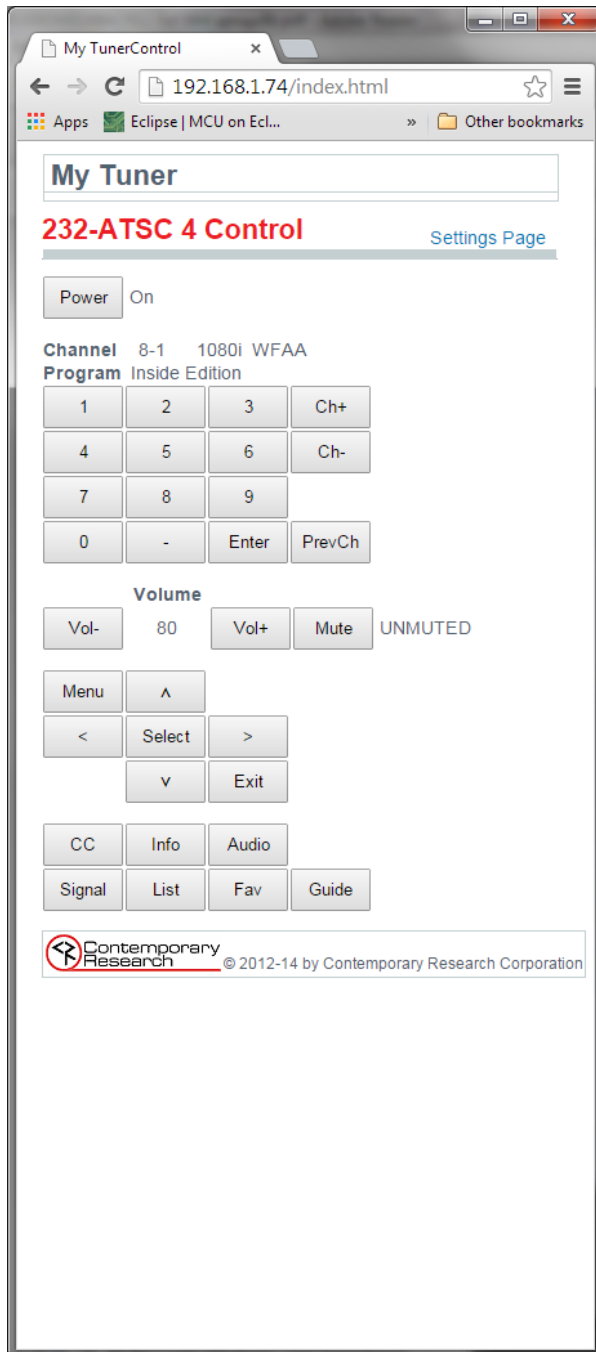 My TunerControl
192.168.1.74/index.html
Apps Eclipse | MCU on Ecl... » Other bookmarks
My Tuner
232-ATSC 4 Control Settings Page
Power On
Channel 8-1 1080i WFAA
Program Inside Edition
1 2 3 Ch+
4 5 6 Ch-
7 8 9
0 - Enter PrevCh
Volume
Vol- 80 Vol+ Mute UNMUTED
Menu ʌ
< Select >
v Exit
CC Info Audio
Signal List Fav Guide
Contemporary
Research © 2012-14 by Contemporary Research Corporation